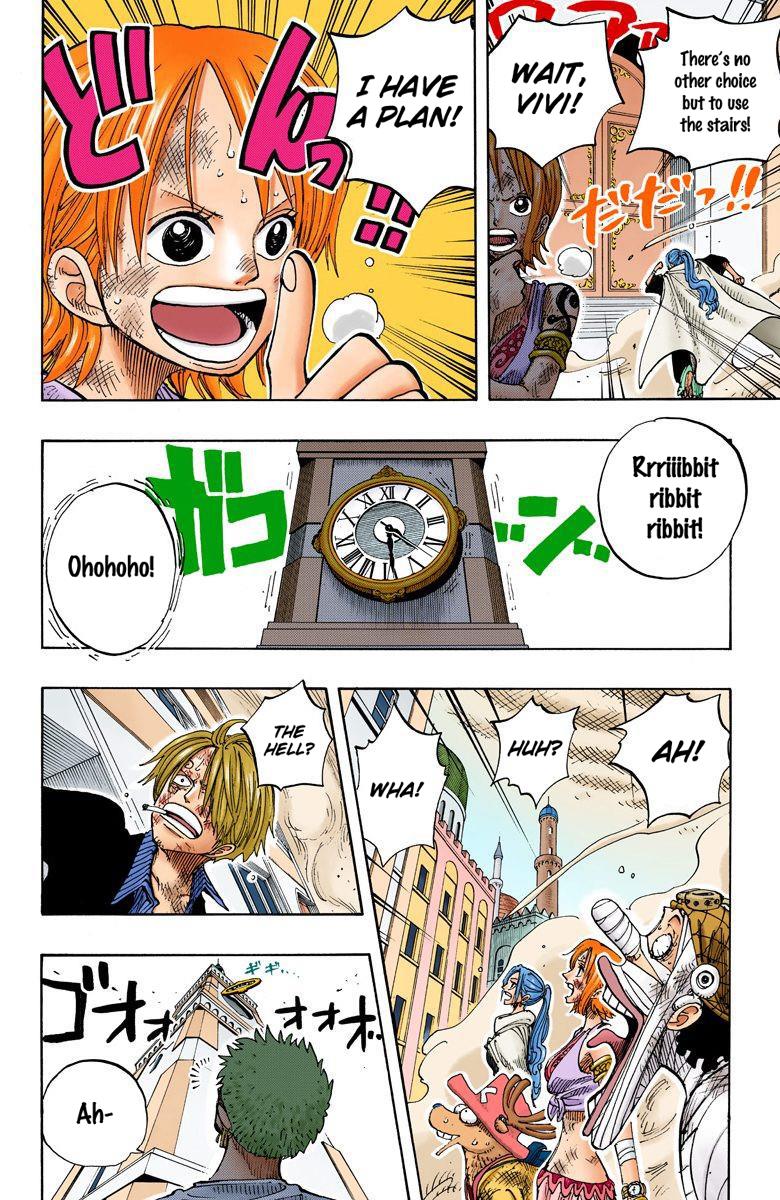 There's no
other choice
but to use
the stairs!
WAIT,
VIVI!
だだっ!!
I HAVE
A PLAN!
どんっ!!
Rrriiibbit
ribbit
ribbit!
ガコ
ンッ
Ohohoho!
XII
AH!
HUH?
WHA!
THE
HELL?
ギギ...
ゴオォ
オオオ..
Ah-